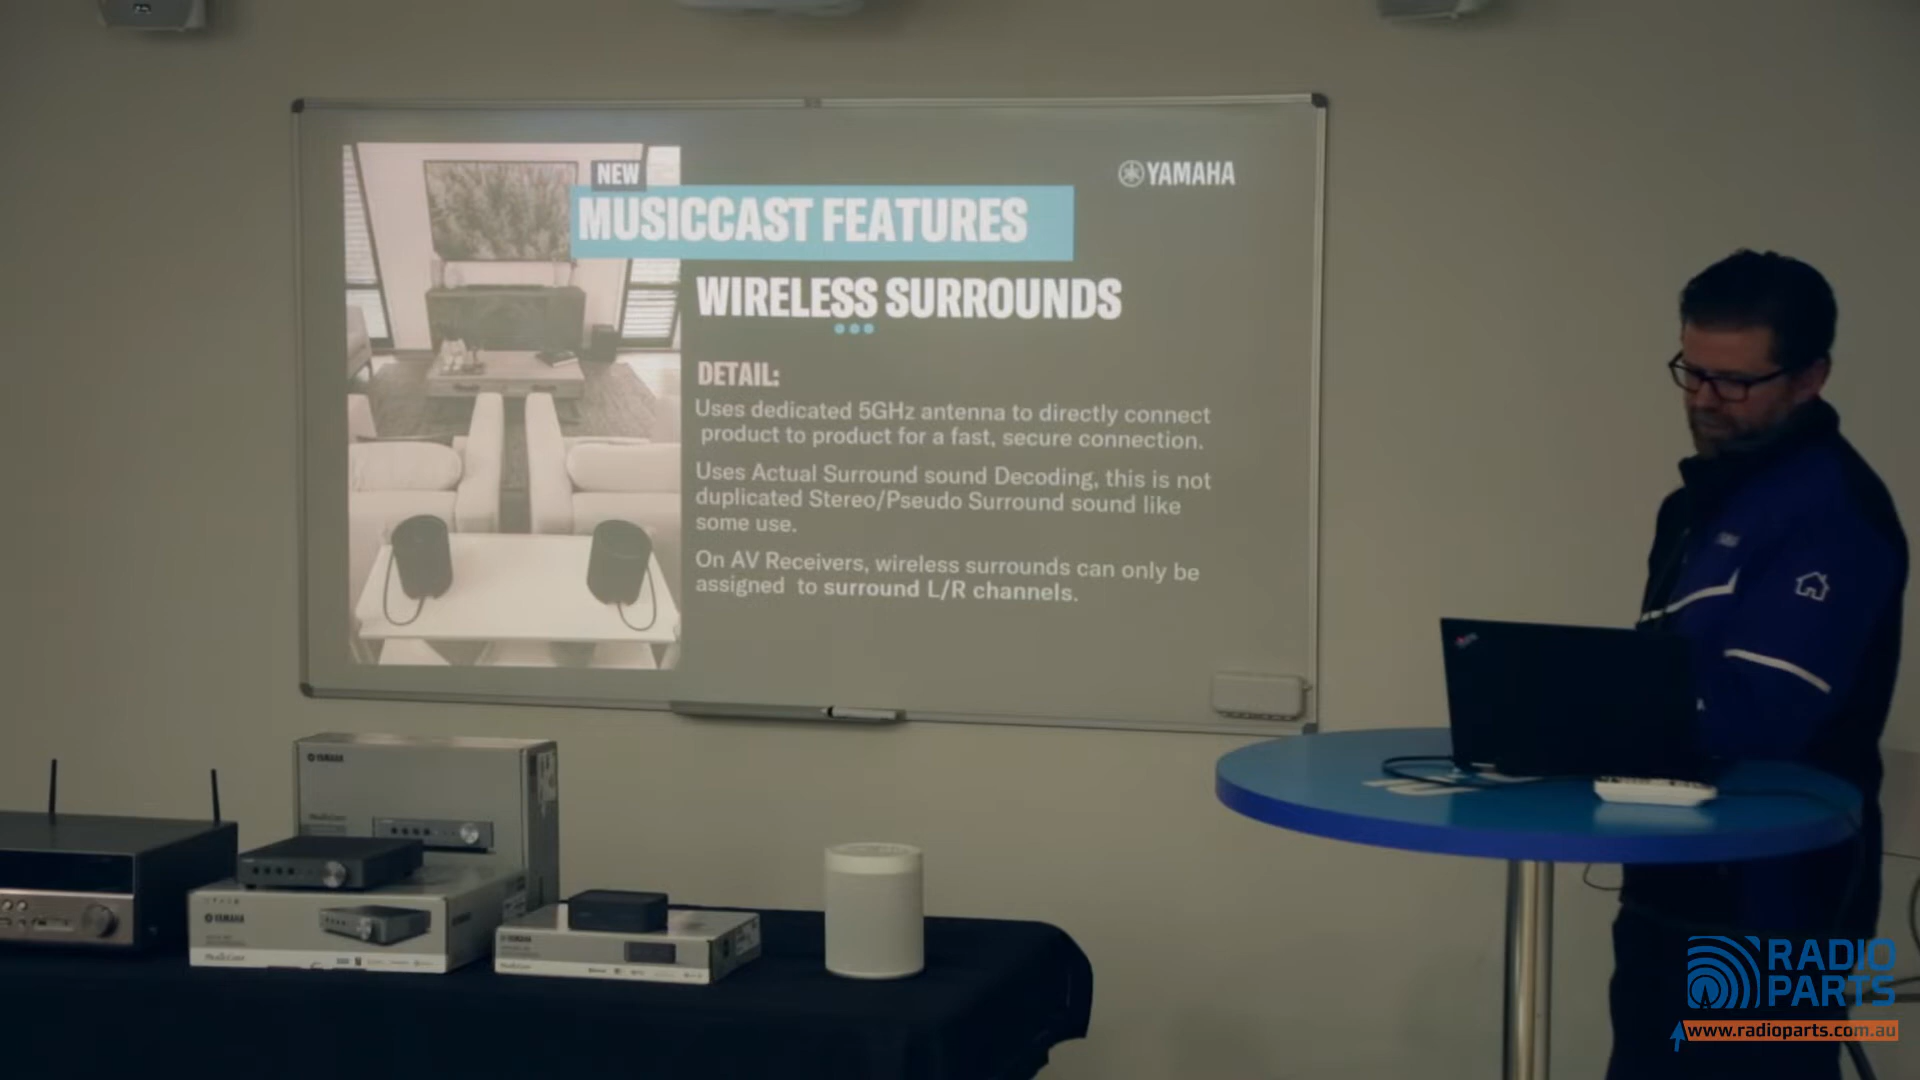 NEW
YAMAHA
MUSICCAST FEATURES
WIRELESS SURROUNDS
DETAIL:
Uses dedicated 5GHz antenna to directly connect
product to product for a fast, secure connection.
Uses Actual Surround sound Decoding, this is not
duplicated Stereo/Pseudo Surround sound like
some use.
On AV Receivers, wireless surrounds can only be
assigned to surround L/R channels.
YAMAHA
MusicCast
YAMAHA
MusicCast
YAMAHA
MusicCast
RADIO
PARTS
www.radioparts.com.au